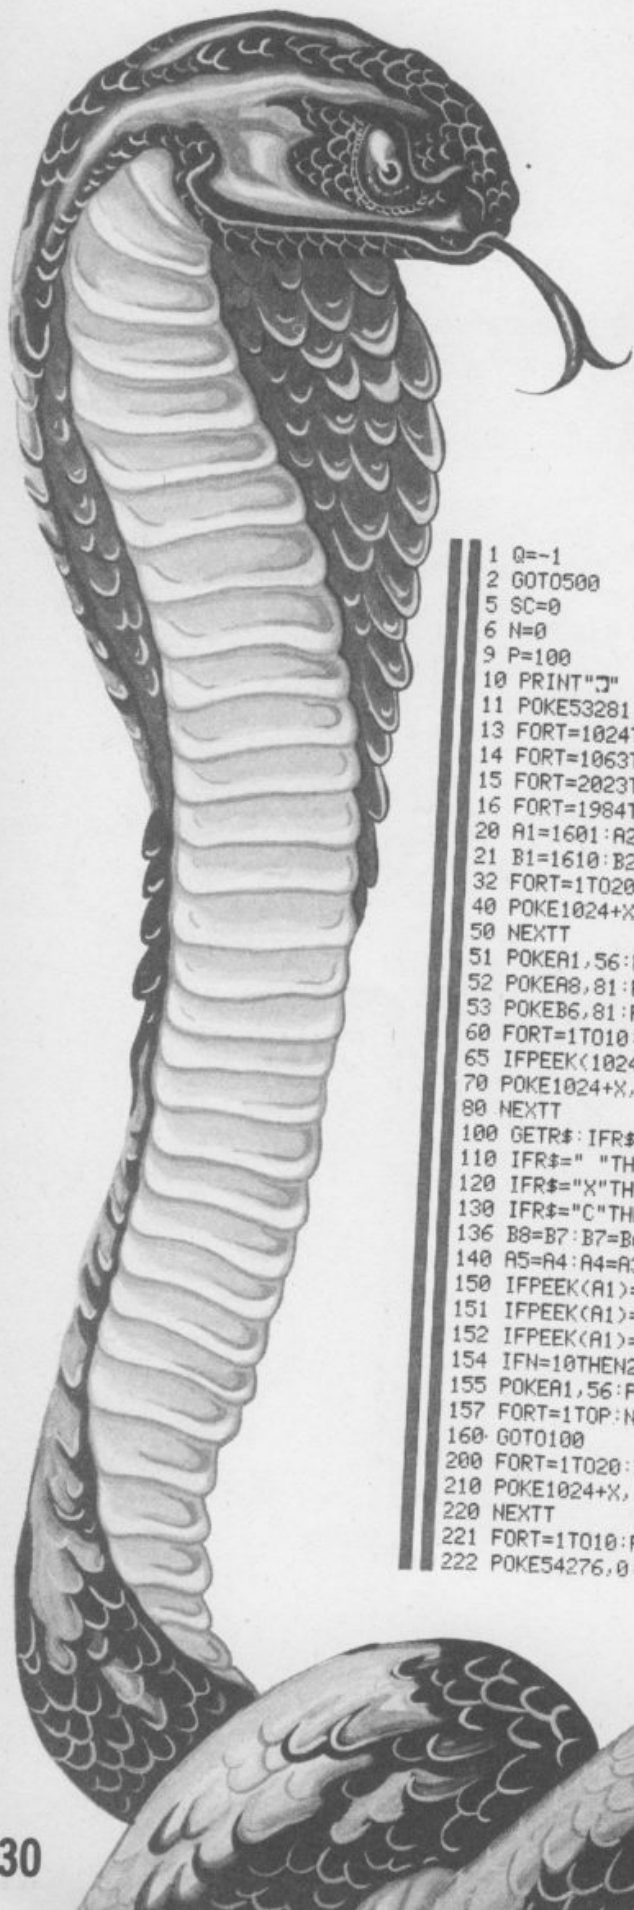 1 Q=-1
2 GOTO500
5 SC=0
6 N=0
9 P=100
10 PRINT""
11 POKE53281
13 FORT=1024T
14 FORT=1063T
15 FORT=2023T
16 FORT=1984T
20 A1=1601:A2
21 B1=1610:B2
32 FORT=1TO20
40 POKE1024+X
50 NEXTT
51 POKEA1,56:
52 POKEA8,81:
53 POKEB6,81:
60 FORT=1TO10
65 IFPEEK(1024
70 POKE1024+X,
80 NEXTT
100 GETR$:IFR$
110 IFR$=" "TH
120 IFR$="X"TH
130 IFR$="C"TH
136 B8=B7:B7=B
140 A5=A4:A4=A3
150 IFPEEK(A1)=
151 IFPEEK(A1)=
152 IFPEEK(A1)=
154 IFN=10THEN2
155 POKEA1,56:P
157 FORT=1TOP:N
160 GOTO100
200 FORT=1TO20:
210 POKE1024+X,
220 NEXTT
221 FORT=1TO10:P
222 POKE54276,0
30